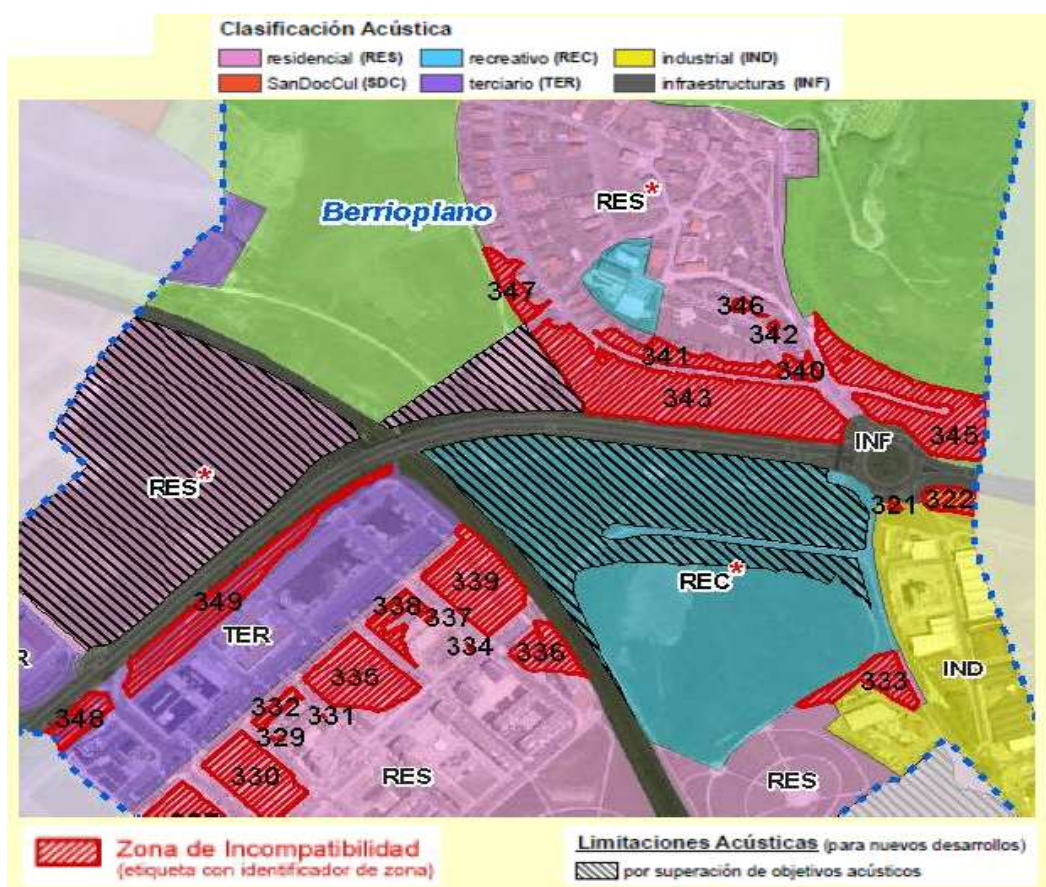 Clasificación Acústica
residencial (RES) recreativo (REC) industrial (IND)
SanDocCul (SDC) terciario (TER) infraestructuras (INF)
RES*
Berrioplano
347
346
342
341
340
343
INF
345
RES*
321 322
REC*
339
338
337
349
TER
334
336
335
333
IND
R
332
331
348
329
330
RES
RES
Zona de Incompatibilidad
(etiqueta con identificador de zona)
Limitaciones Acústicas (para nuevos desarrollos)
por superación de objetivos acústicos